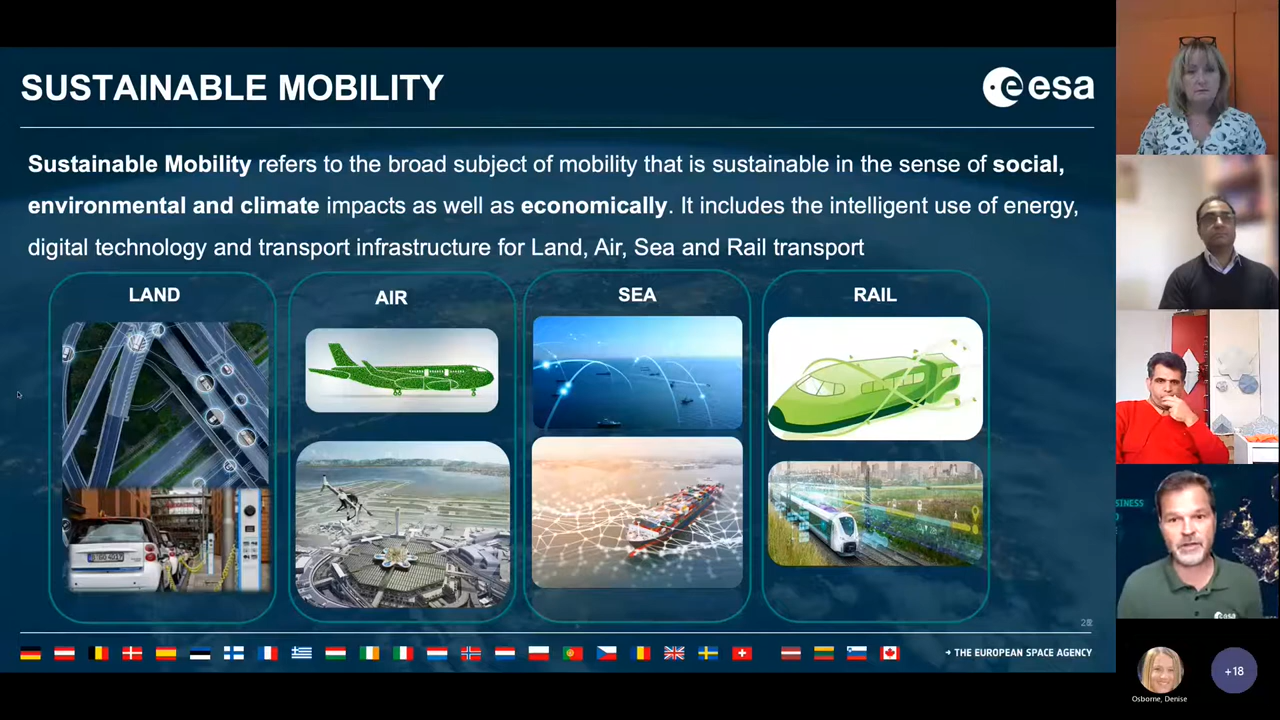 SUSTAINABLE MOBILITY
esa
Sustainable Mobility refers to the broad subject of mobility that is sustainable in the sense of social,
environmental and climate impacts as well as economically. It includes the intelligent use of energy,
digital technology and transport infrastructure for Land, Air, Sea and Rail transport
LAND
AIR
SEA
RAIL
→ THE EUROPEAN SPACE AGENCY
esa
Osborne, Denise
+18